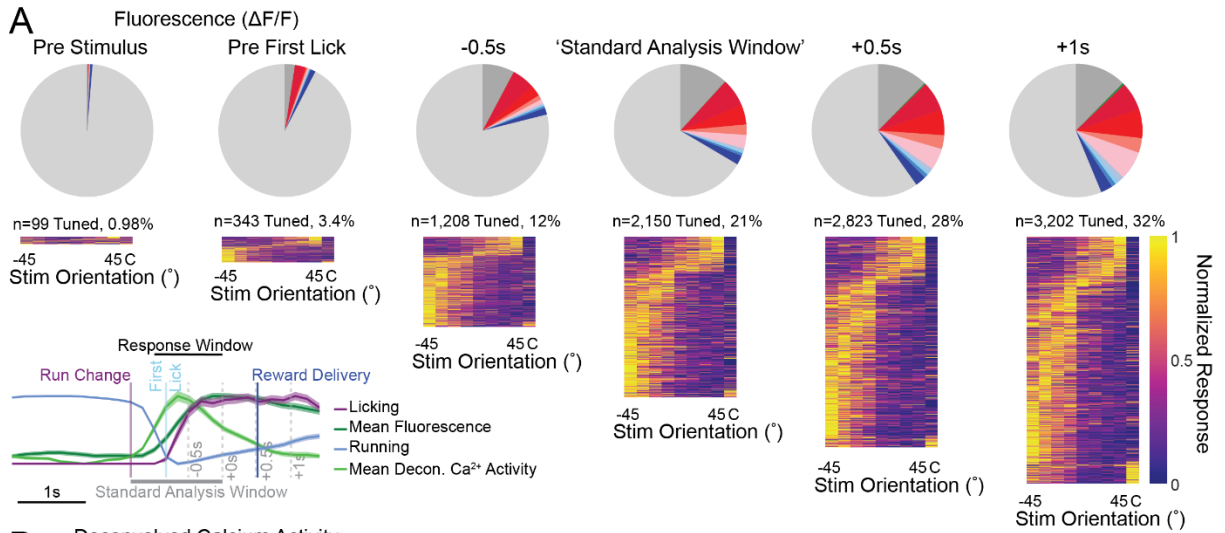 A
Fluorescence (ΔF/F)
Pre Stimulus
Pre First Lick
-0.5s
'Standard Analysis Window'
+0.5s
+1s
n=99 Tuned, 0.98%
n=343 Tuned, 3.4%
n=1,208 Tuned, 12%
n=2,150 Tuned, 21%
n=2,823 Tuned, 28%
n=3,202 Tuned, 32%
-45 45 C
Stim Orientation (°)
-45 45 C
Stim Orientation (°)
-45 45 C
Stim Orientation (°)
-45 45 C
Stim Orientation (°)
-45 45 C
Stim Orientation (°)
-45 45 C
Stim Orientation (°)
1
0.5
0
Normalized Response
Response Window
Run Change
First
Lick
Reward Delivery
Licking
Mean Fluorescence
Running
Mean Decon. Ca²⁺ Activity
-0.5s
+0s
+0.5s
+1s
Standard Analysis Window
1s